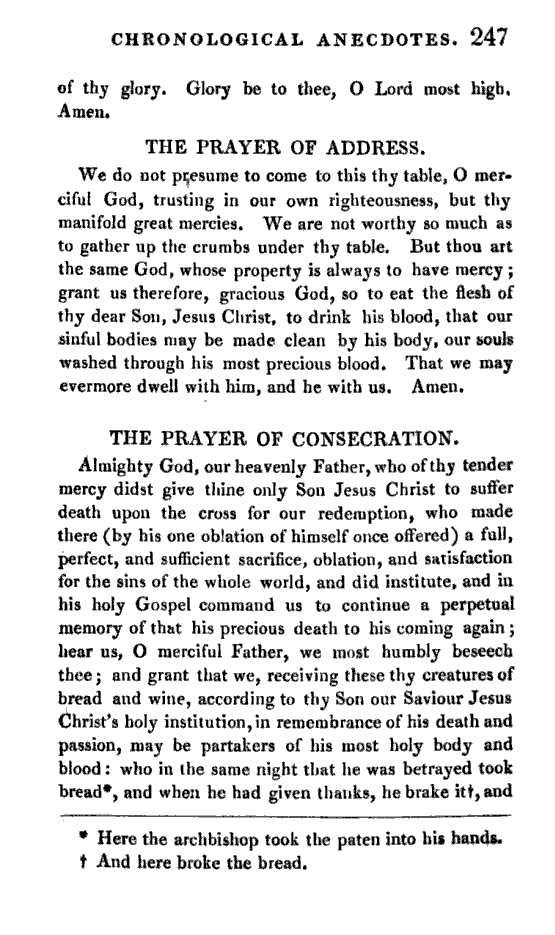 CHRONOLOGICAL ANECDOTES. 247
of thy glory. Glory be to thee, O Lord most high.
Amen.
THE PRAYER OF ADDRESS.
We do not presume to come to this thy table, O mer-
ciful God, trusting in our own righteousness, but thy
manifold great mercies. We are not worthy so much as
to gather up the crumbs under thy table. But thou art
the same God, whose property is always to have mercy;
grant us therefore, gracious God, so to eat the flesh of
thy dear Son, Jesus Christ, to drink his blood, that our
sinful bodies may be made clean by his body, our souls
washed through his most precious blood. That we may
evermore dwell with him, and he with us. Amen.
THE PRAYER OF CONSECRATION.
Almighty God, our heavenly Father, who of thy tender
mercy didst give thine only Son Jesus Christ to suffer
death upon the cross for our redemption, who made
there (by his one oblation of himself once offered) a full,
perfect, and sufficient sacrifice, oblation, and satisfaction
for the sins of the whole world, and did institute, and in
his holy Gospel command us to continue a perpetual
memory of that his precious death to his coming again;
hear us, O merciful Father, we most humbly beseech
thee; and grant that we, receiving these thy creatures of
bread and wine, according to thy Son our Saviour Jesus
Christ's holy institution, in remembrance of his death and
passion, may be partakers of his most holy body and
blood: who in the same night that he was betrayed took
bread*, and when he had given thanks, he brake it†, and
* Here the archbishop took the paten into his hands.
† And here broke the bread.